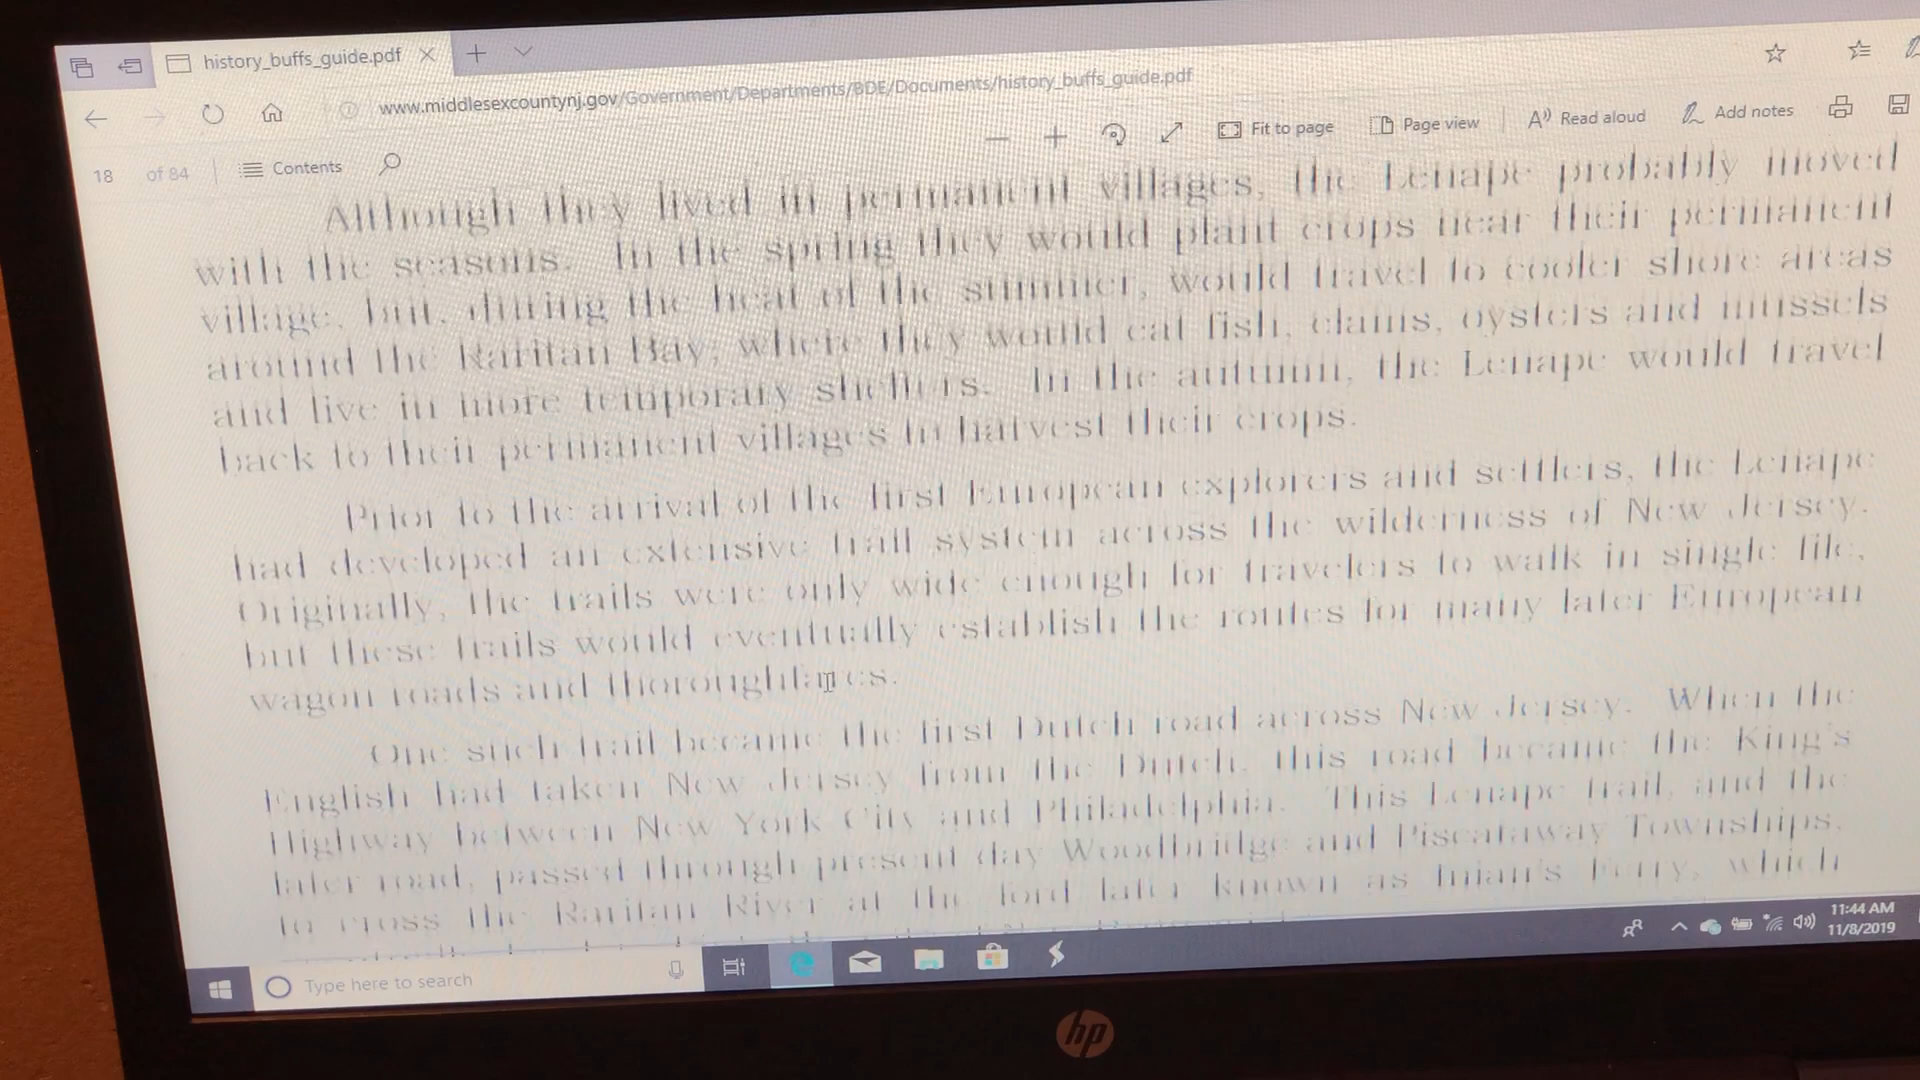 history_buffs_guide.pdf
www.middlesexcountynj.gov/Government/Departments/BDE/Documents/history_buffs_guide.pdf
18 of 84 Contents Fit to page Page view Read aloud Add notes
Although they lived in permanent villages, the Lenape probably moved
with the seasons. In the spring they would plant crops near their permanent
village, but, during the heat of the summer, would travel to cooler shore areas
around the Raritan Bay, where they would eat fish, clams, oysters and mussels
and live in more temporary shelters. In the autumn, the Lenape would travel
back to their permanent villages to harvest their crops.
Prior to the arrival of the first European explorers and settlers, the Lenape
had developed an extensive trail system across the wilderness of New Jersey.
Originally, the trails were only wide enough for travelers to walk in single file,
but these trails would eventually establish the routes for many later European
wagon roads and thoroughfares.
One such trail became the first Dutch road across New Jersey. When the
English had taken New Jersey from the Dutch, this road became the King's
Highway between New York City and Philadelphia. This Lenape trail, and the
later road, passed through present day Woodbridge and Piscataway Townships,
to cross the Raritan River at the ford later known as Inian's Ferry, which
Type here to search
11:44 AM
11/8/2019
hp